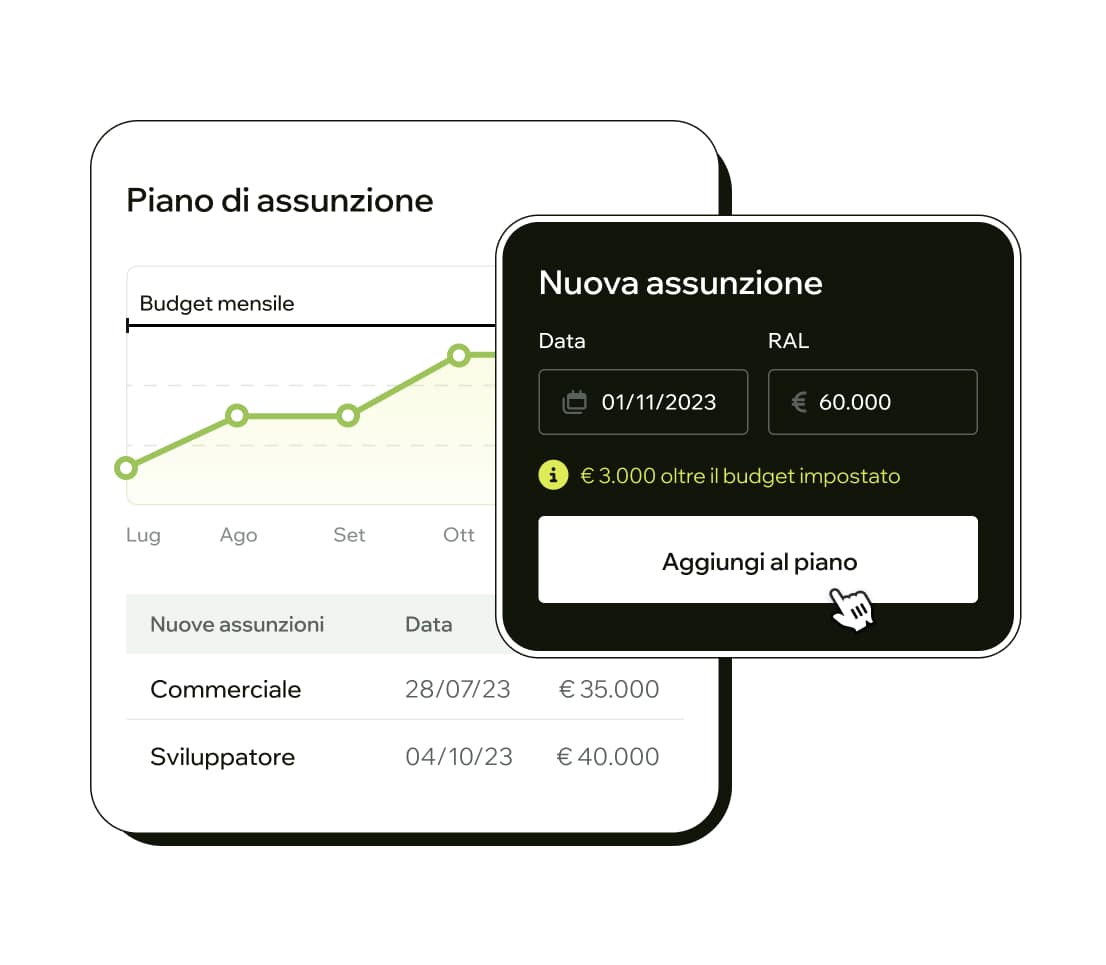 Piano di assunzione
Budget mensile
Lug Ago Set Ott
Nuove assunzioni Data
Commerciale 28/07/23 € 35.000
Sviluppatore 04/10/23 € 40.000
Nuova assunzione
Data RAL
01/11/2023 € 60.000
€ 3.000 oltre il budget impostato
Aggiungi al piano